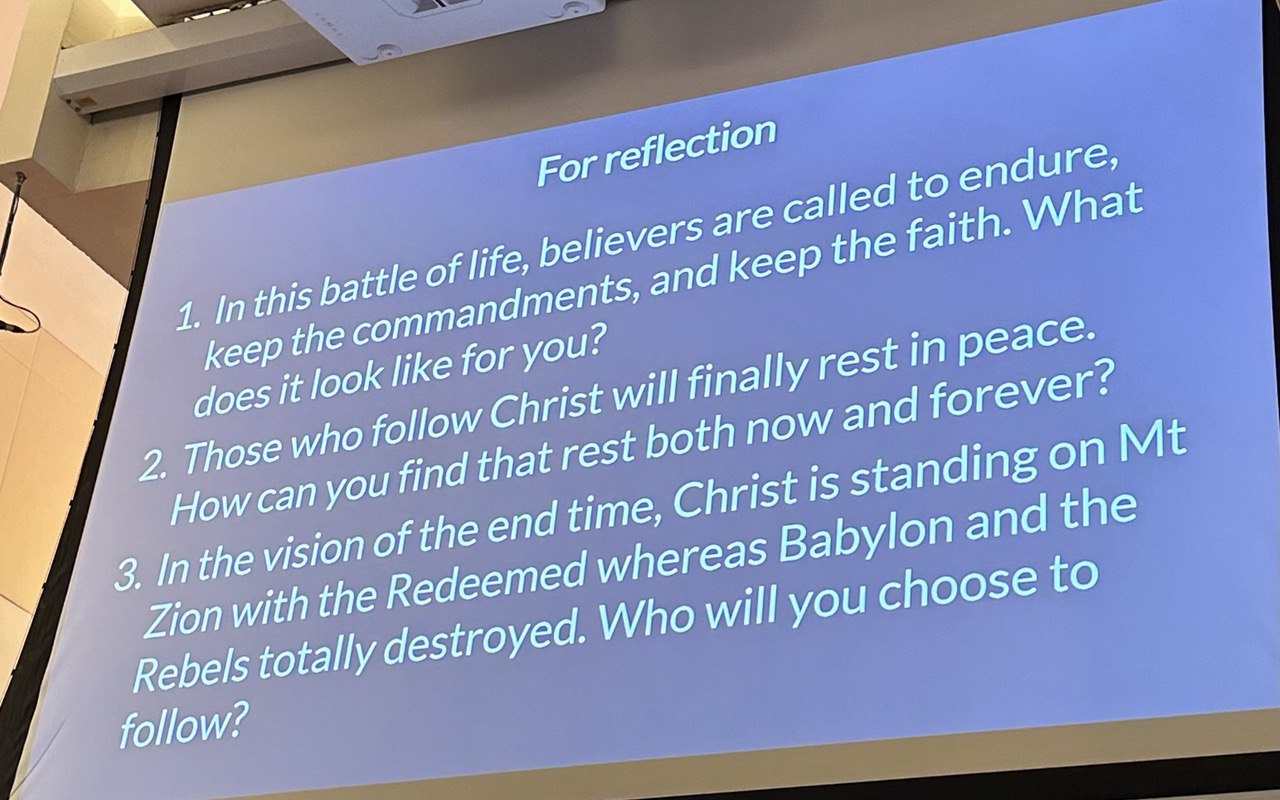 For reflection
1. In this battle of life, believers are called to endure,
keep the commandments, and keep the faith. What
does it look like for you?
2. Those who follow Christ will finally rest in peace.
How can you find that rest both now and forever?
3. In the vision of the end time, Christ is standing on Mt
Zion with the Redeemed whereas Babylon and the
Rebels totally destroyed. Who will you choose to
follow?